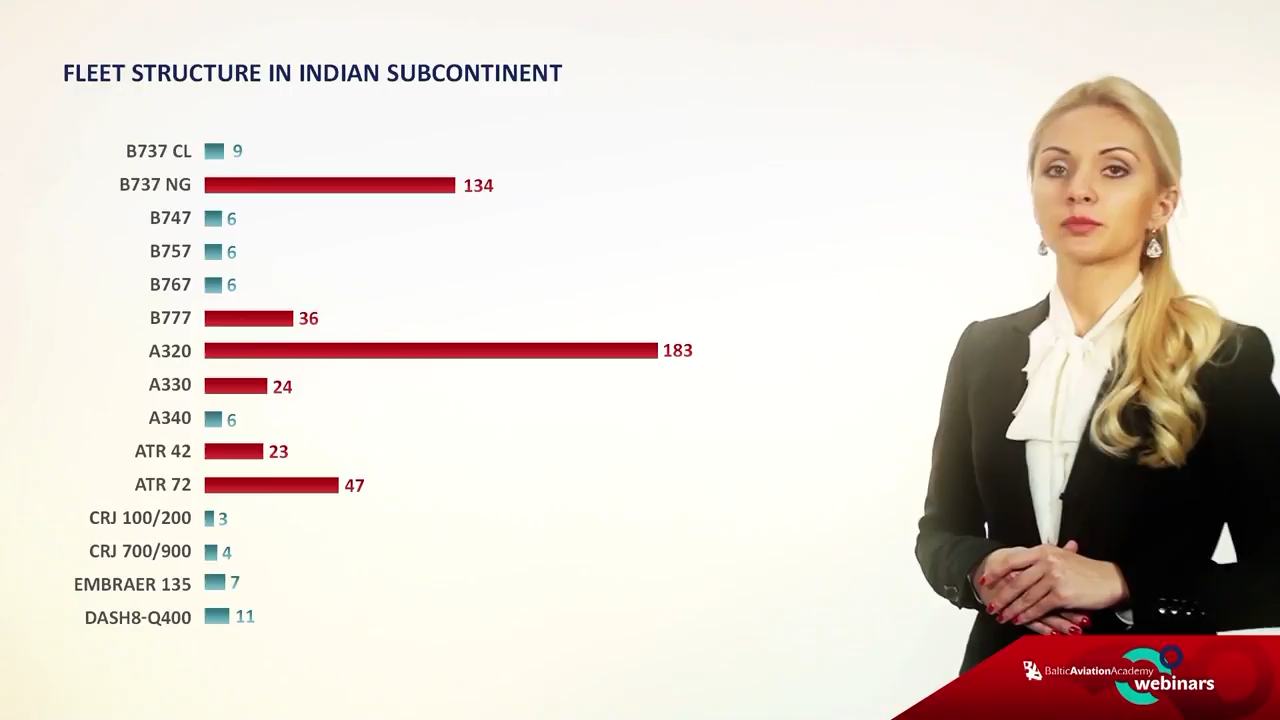 FLEET STRUCTURE IN INDIAN SUBCONTINENT
B737 CL 9
B737 NG 134
B747 6
B757 6
B767 6
B777 36
A320 183
A330 24
A340 6
ATR 42 23
ATR 72 47
CRJ 100/200 3
CRJ 700/900 4
EMBRAER 135 7
DASH8-Q400 11
BalticAviationAcademy
webinars